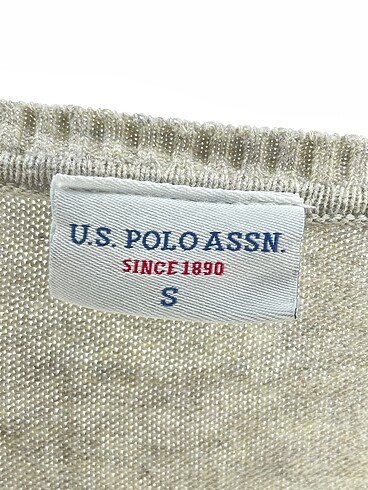 U.S. POLO ASSN.
SINCE 1890
S